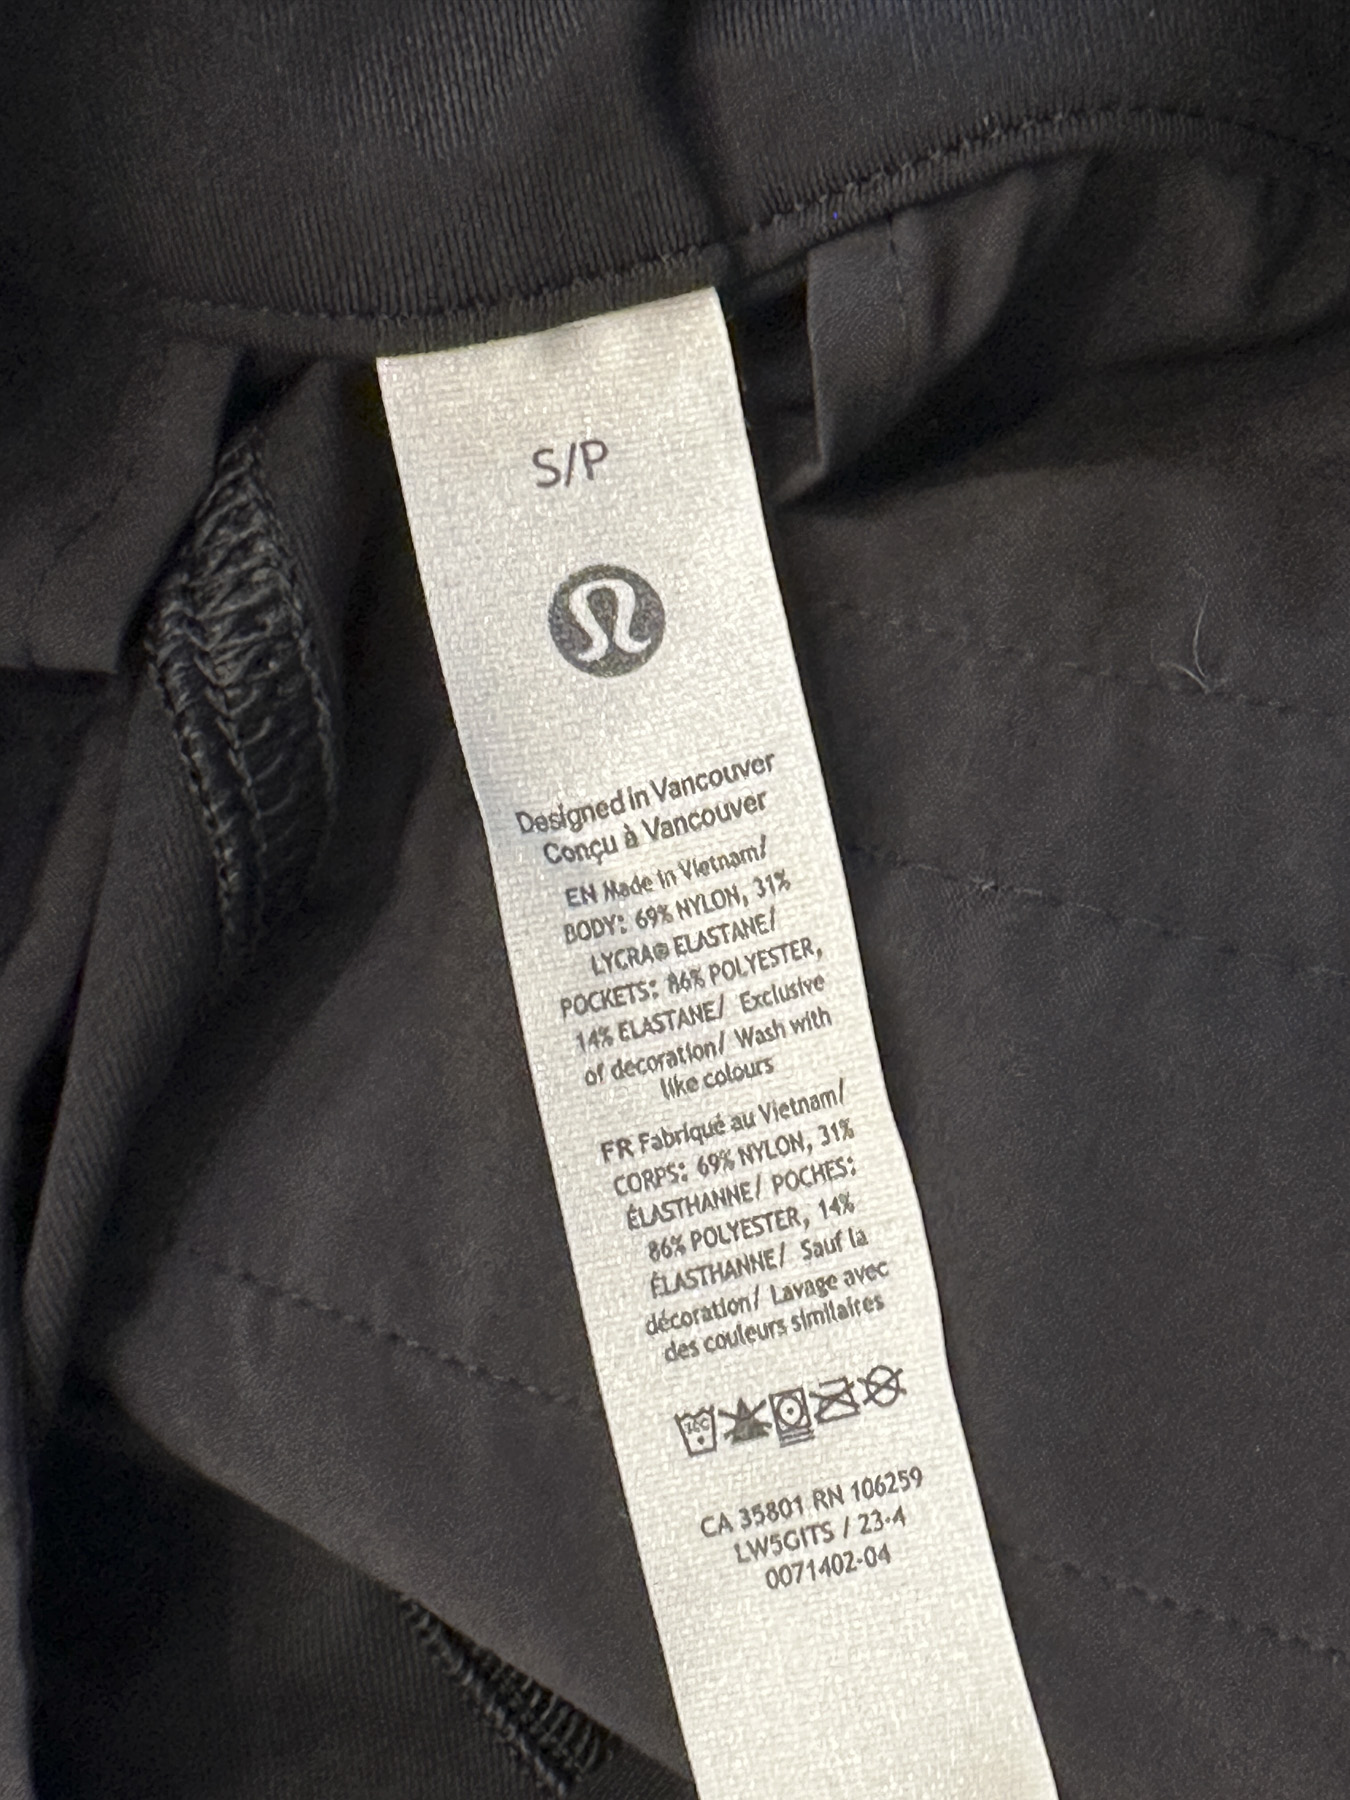 S/P
Designed in Vancouver
Conçu à Vancouver
EN Made in Vietnam/
BODY: 69% NYLON, 31%
LYCRA® ELASTANE/
POCKETS: 86% POLYESTER,
14% ELASTANE/ Exclusive
of decoration/ Wash with
like colours
FR Fabriqué au Vietnam/
CORPS: 69% NYLON, 31%
ÉLASTHANNE/ POCHES:
86% POLYESTER, 14%
ÉLASTHANNE/ Sauf la
décoration/ Lavage avec
des couleurs similaires
CA 35801 RN 106259
LW5GITS / 23-4
0071402-04